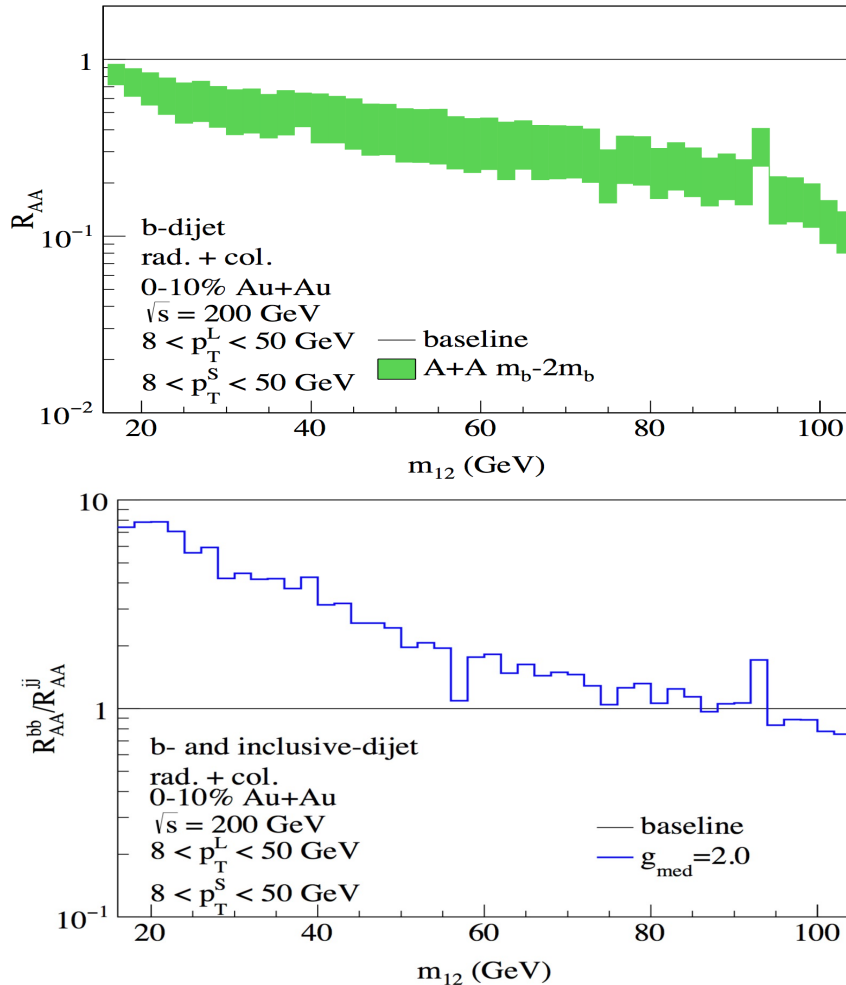 1
R_AA
10^-1
10^-2
b-dijet
rad. + col.
0-10% Au+Au
√s = 200 GeV
8 < p_T^L < 50 GeV
8 < p_T^S < 50 GeV
baseline
A+A m_b-2m_b
20 40 60 80 100
m_12 (GeV)
10
R_AA^bb/R_AA^jj
1
10^-1
b- and inclusive-dijet
rad. + col.
0-10% Au+Au
√s = 200 GeV
8 < p_T^L < 50 GeV
8 < p_T^S < 50 GeV
baseline
g_med=2.0
20 40 60 80 100
m_12 (GeV)